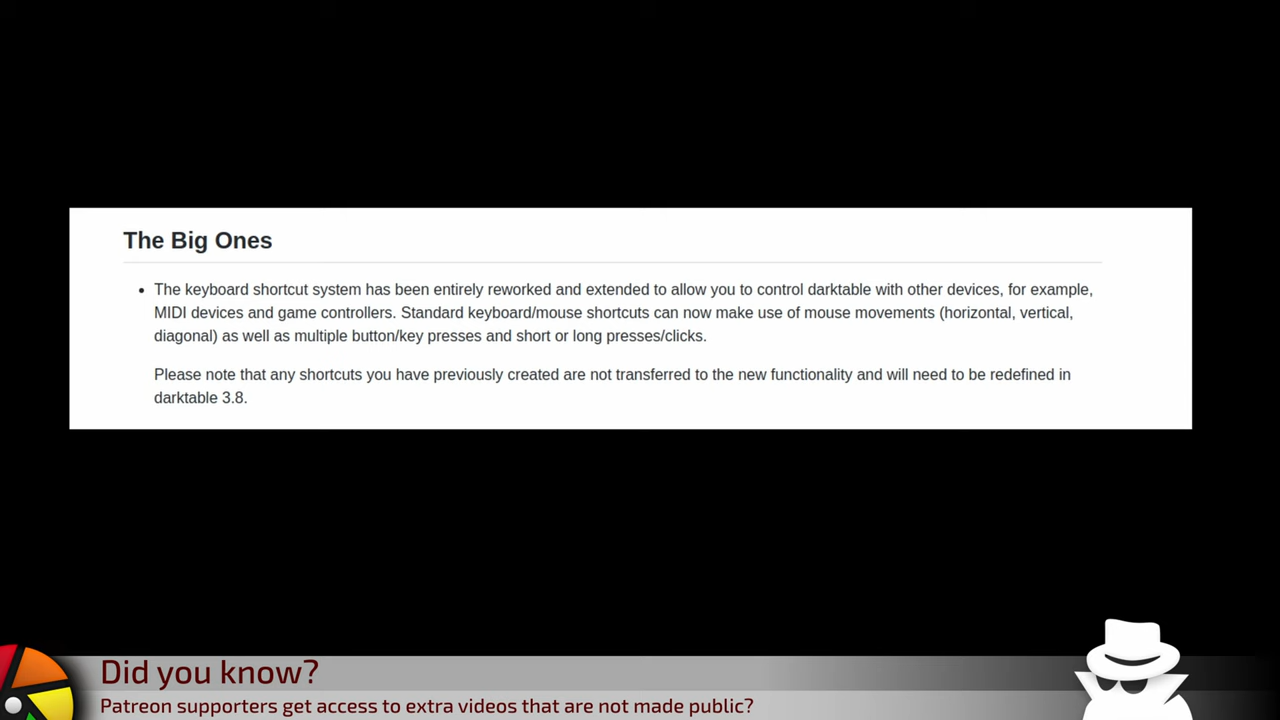 The Big Ones
• The keyboard shortcut system has been entirely reworked and extended to allow you to control darktable with other devices, for example,
MIDI devices and game controllers. Standard keyboard/mouse shortcuts can now make use of mouse movements (horizontal, vertical,
diagonal) as well as multiple button/key presses and short or long presses/clicks.
Please note that any shortcuts you have previously created are not transferred to the new functionality and will need to be redefined in
darktable 3.8.
Did you know?
Patreon supporters get access to extra videos that are not made public?